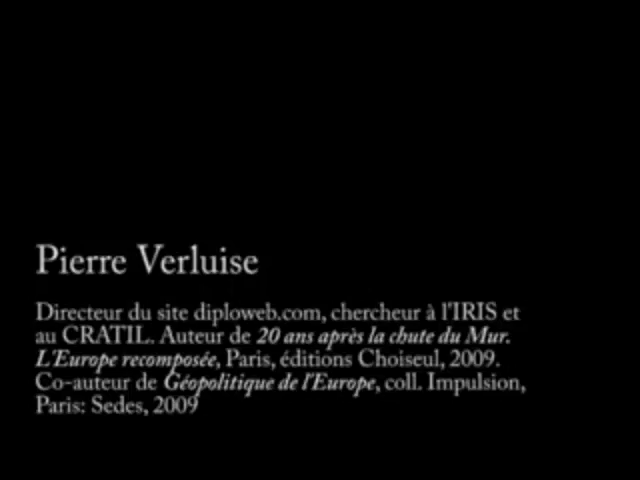 Pierre Verluise
Directeur du site diploweb.com, chercheur à l'IRIS et
au CRATIL. Auteur de 20 ans après la chute du Mur.
L'Europe recomposée, Paris, éditions Choiseul, 2009.
Co-auteur de Géopolitique de l'Europe, coll. Impulsion,
Paris: Sedes, 2009